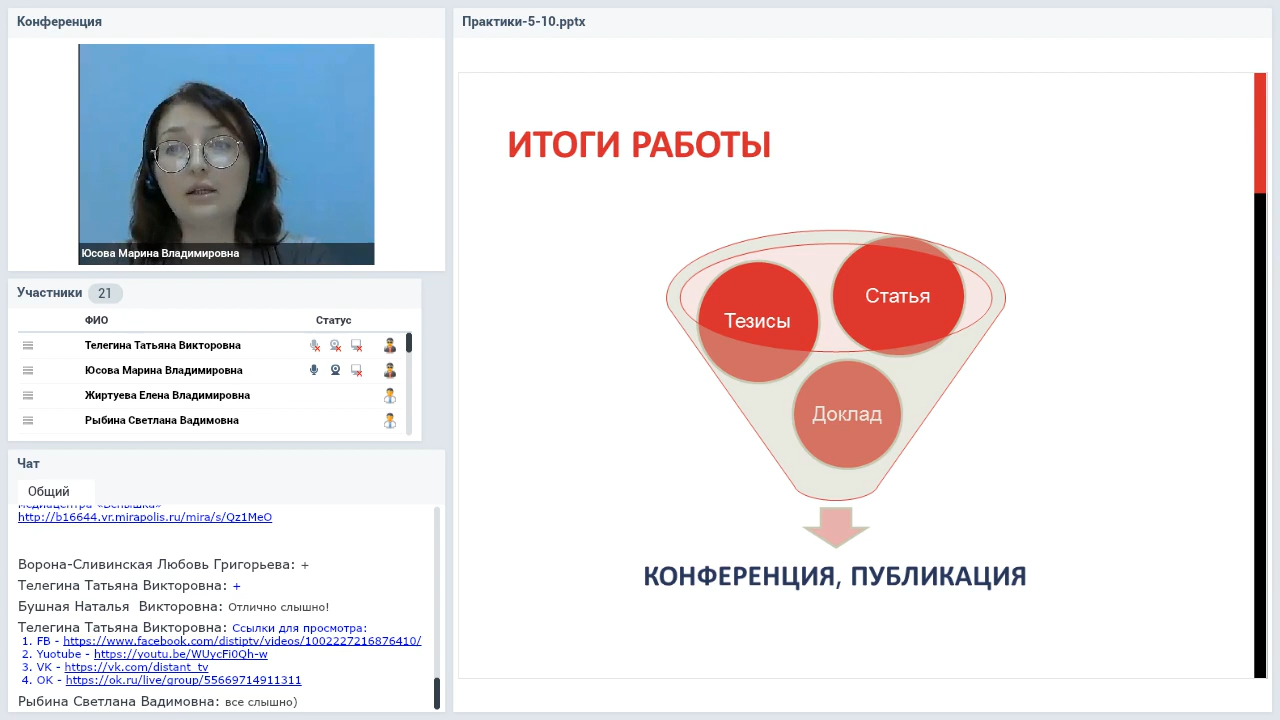 Конференция
Юсова Марина Владимировна
Участники 21
ФИО Статус
Телегина Татьяна Викторовна
Юсова Марина Владимировна
Жиртуева Елена Владимировна
Рыбина Светлана Вадимовна
Чат
Общий
медиацентра «Вспышка»
http://b16644.vr.mirapolis.ru/mira/s/Qz1MeO
Ворона-Сливинская Любовь Григорьева: +
Телегина Татьяна Викторовна: +
Бушная Наталья Викторовна: Отлично слышно!
Телегина Татьяна Викторовна: Ссылки для просмотра:
1. FB - https://www.facebook.com/distiptv/videos/1002227216876410/
2. Yuotube - https://youtu.be/WUycFi0Qh-w
3. VK - https://vk.com/distant_tv
4. OK - https://ok.ru/live/group/55669714911311
Рыбина Светлана Вадимовна: все слышно)
Практики-5-10.pptx
ИТОГИ РАБОТЫ
Статья
Тезисы
Доклад
КОНФЕРЕНЦИЯ, ПУБЛИКАЦИЯ